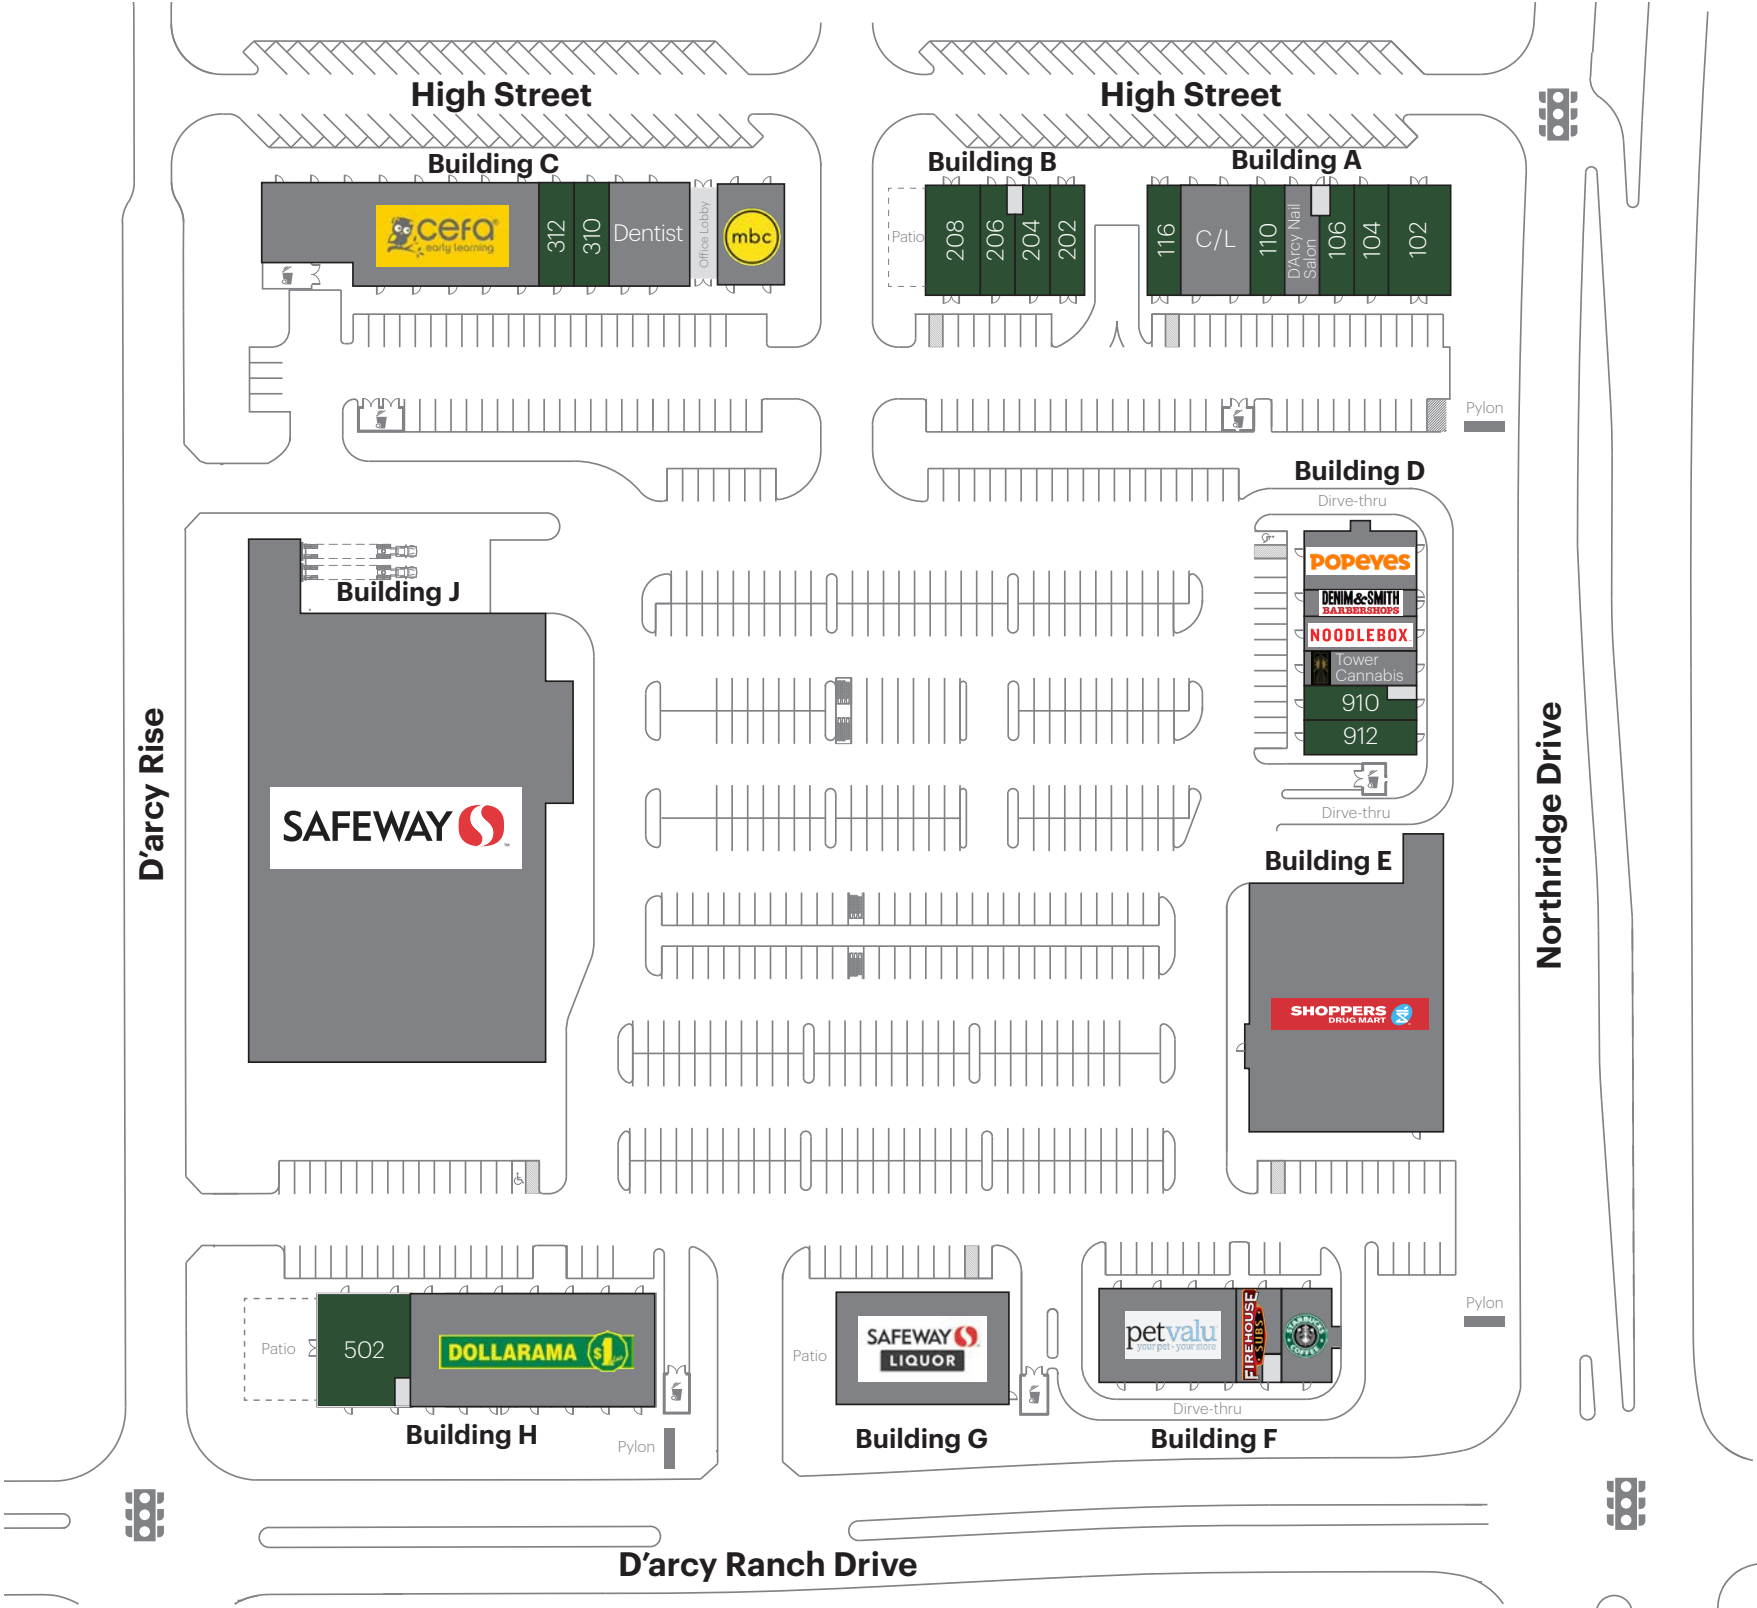 High Street
High Street
Building C
Building B
Building A
cefa
early learning
312
310
Dentist
Office Lobby
mbc
Patio
208
206
204
202
116
C/L
110
D'Arcy Nail
Salon
106
104
102
Pylon
Building D
Dirve-thru
POPEYES
DENIM&SMITH
BARBERSHOPS
NOODLEBOX
Tower
Cannabis
910
912
Dirve-thru
Building J
SAFEWAY
D'arcy Rise
Northridge Drive
Building E
SHOPPERS
DRUG MART
Pylon
Patio
502
DOLLARAMA $1
Building H
Pylon
Patio
SAFEWAY
LIQUOR
Building G
petvalu
your pet - your store
FIREHOUSE
SUBS
STARBUCKS
COFFEE
Dirve-thru
Building F
D'arcy Ranch Drive